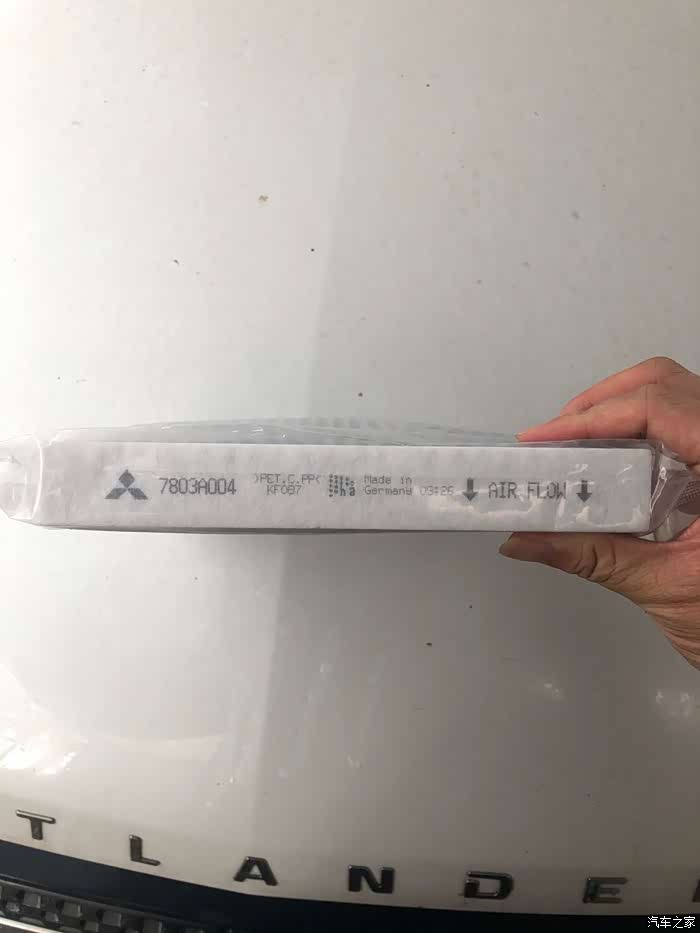 7803A004
>PET.C.PP<
KF087
Made in
Germany 03:26
AIR FLOW
TLANDE
汽车之家